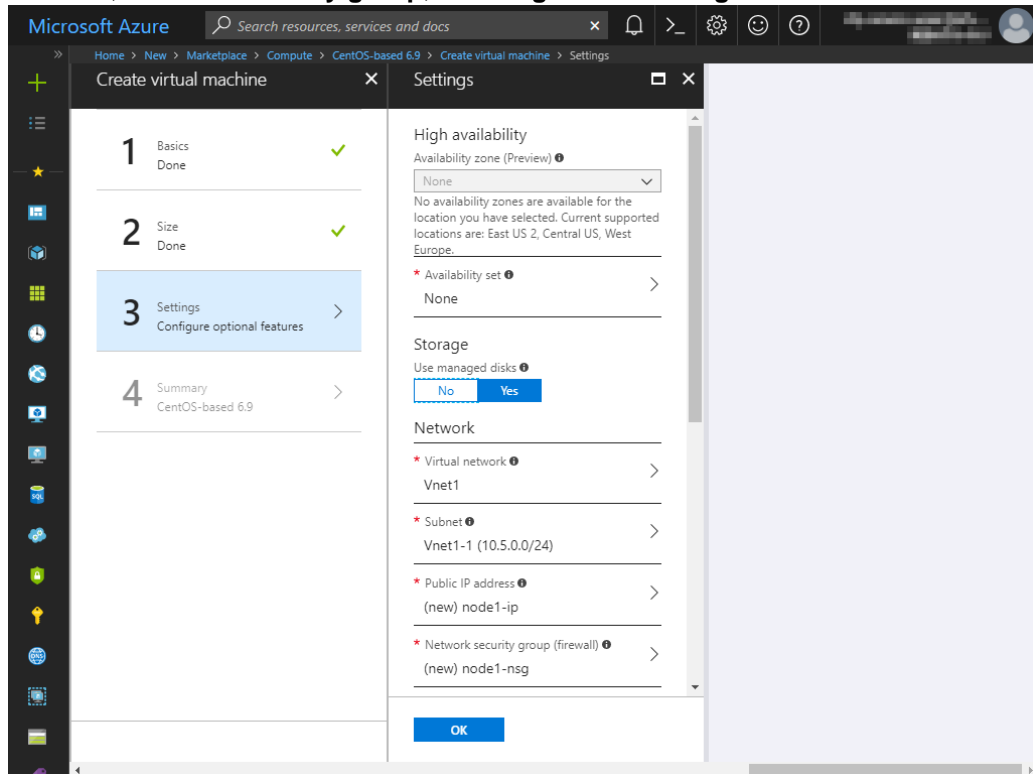 Microsoft Azure
Search resources, services and docs
Home > New > Marketplace > Compute > CentOS-based 6.9 > Create virtual machine > Settings
Create virtual machine
1
Basics
Done
2
Size
Done
3
Settings
Configure optional features
4
Summary
CentOS-based 6.9
Settings
High availability
Availability zone (Preview)
None
No availability zones are available for the
location you have selected. Current supported
locations are: East US 2, Central US, West
Europe.
* Availability set
None
Storage
Use managed disks
No Yes
Network
* Virtual network
Vnet1
* Subnet
Vnet1-1 (10.5.0.0/24)
* Public IP address
(new) node1-ip
* Network security group (firewall)
(new) node1-nsg
OK
SQL
DNS